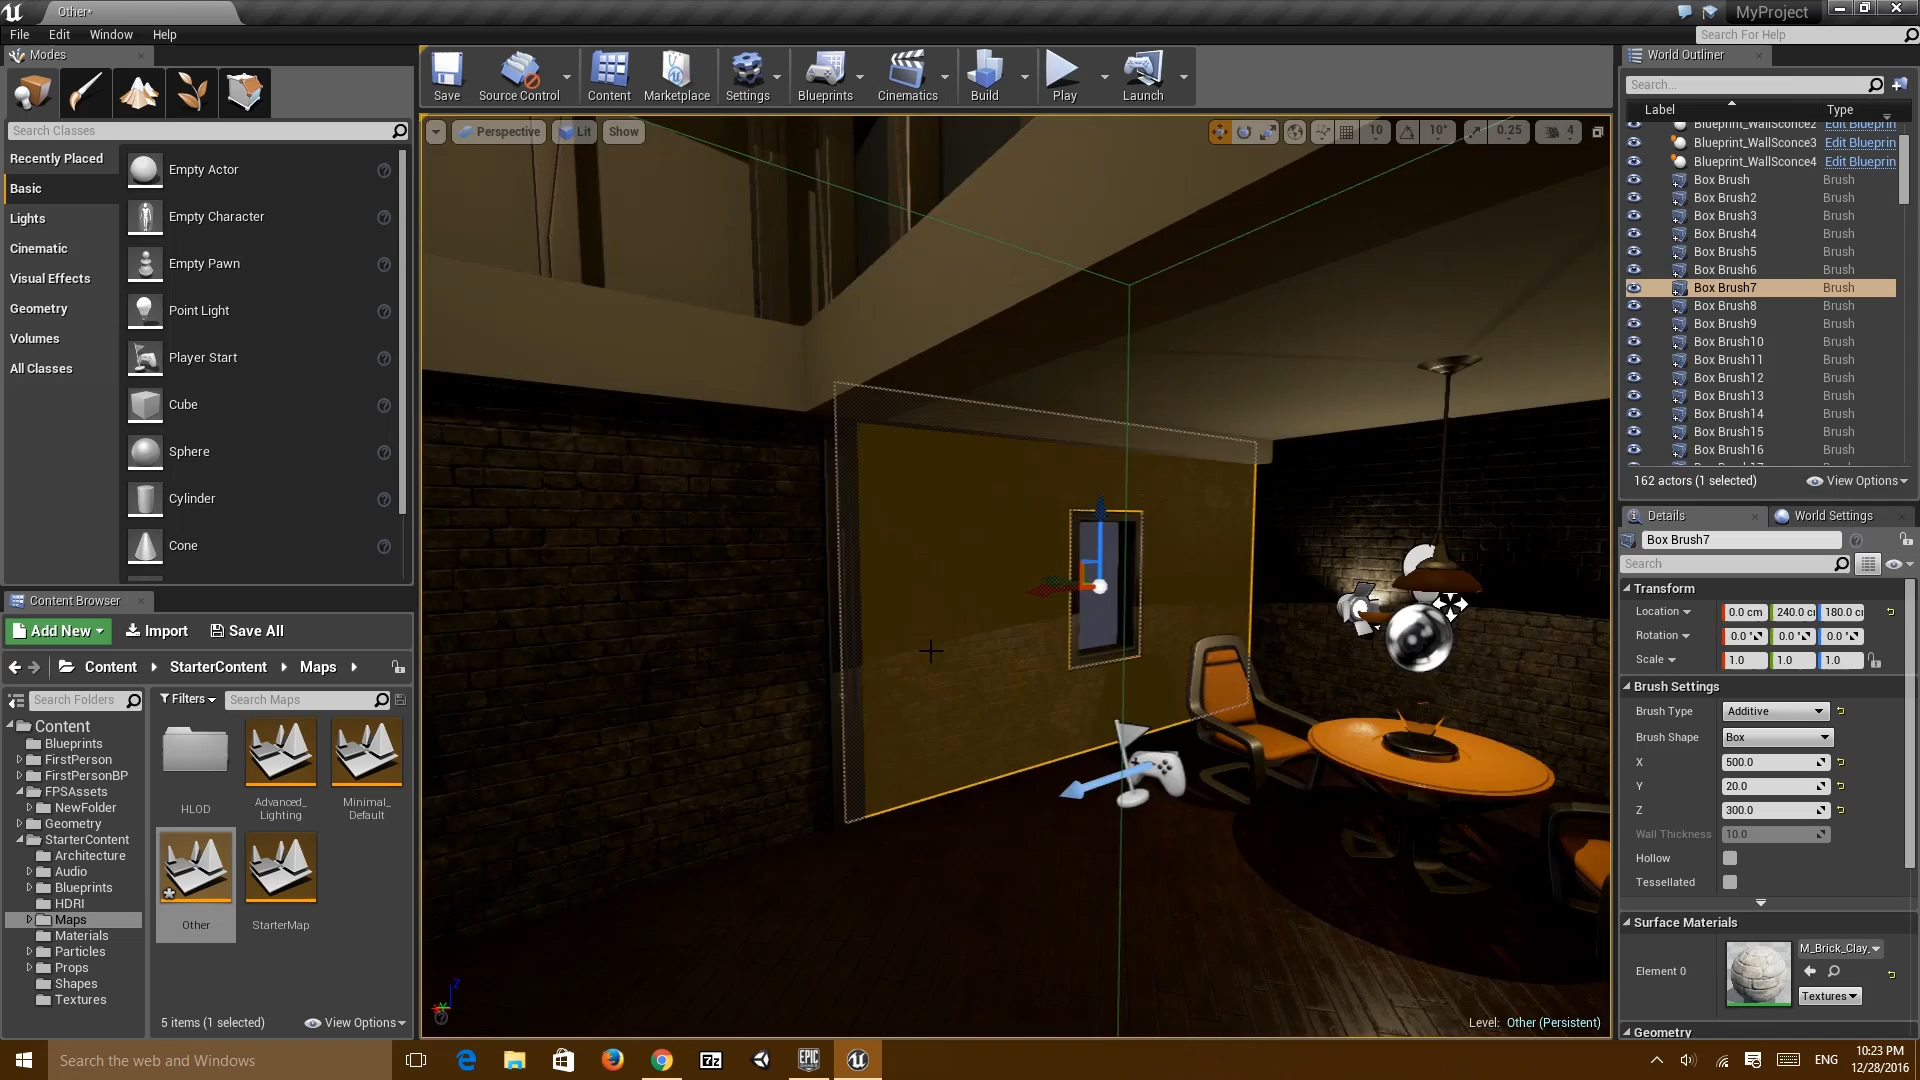 Other*
MyProject
File Edit Window Help
Search For Help
Modes
Search Classes
Recently Placed
Basic
Lights
Cinematic
Visual Effects
Geometry
Volumes
All Classes
Empty Actor
Empty Character
Empty Pawn
Point Light
Player Start
Cube
Sphere
Cylinder
Cone
Save Source Control Content Marketplace Settings Blueprints Cinematics Build Play Launch
Perspective Lit Show
10 10° 0.25 4
Level: Other (Persistent)
Content Browser
Add New Import Save All
Content StarterContent Maps
Search Folders
Filters Search Maps
Content
Blueprints
FirstPerson
FirstPersonBP
FPSAssets
NewFolder
Geometry
StarterContent
Architecture
Audio
Blueprints
HDRI
Maps
Materials
Particles
Props
Shapes
Textures
HLOD
Advanced_
Lighting
Minimal_
Default
Other
StarterMap
5 items (1 selected) View Options
World Outliner
Search...
Label Type
Blueprint_WallSconce2 Edit Blueprin
Blueprint_WallSconce3 Edit Blueprin
Blueprint_WallSconce4 Edit Blueprin
Box Brush Brush
Box Brush2 Brush
Box Brush3 Brush
Box Brush4 Brush
Box Brush5 Brush
Box Brush6 Brush
Box Brush7 Brush
Box Brush8 Brush
Box Brush9 Brush
Box Brush10 Brush
Box Brush11 Brush
Box Brush12 Brush
Box Brush13 Brush
Box Brush14 Brush
Box Brush15 Brush
Box Brush16 Brush
162 actors (1 selected) View Options
Details World Settings
Box Brush7
Search
Transform
Location 0.0 cm 240.0 c 180.0 c
Rotation 0.0 ° 0.0 ° 0.0 °
Scale 1.0 1.0 1.0
Brush Settings
Brush Type Additive
Brush Shape Box
X 500.0
Y 20.0
Z 300.0
Wall Thickness 10.0
Hollow
Tessellated
Surface Materials
Element 0
M_Brick_Clay_
Textures
Geometry
Search the web and Windows
7z
EPIC
ENG
10:23 PM
12/28/2016